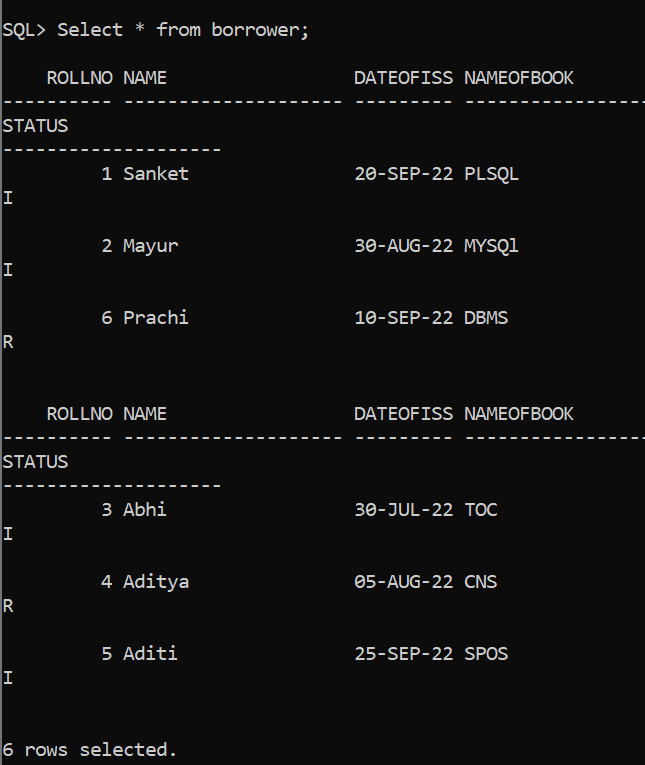 SQL> Select * from borrower;
    ROLLNO NAME                 DATEOFISS NAMEOFBOOK
---------- -------------------- --------- -----------------
STATUS
--------------------
         1 Sanket               20-SEP-22 PLSQL
I
         2 Mayur                30-AUG-22 MYSQl
I
         6 Prachi               10-SEP-22 DBMS
R
    ROLLNO NAME                 DATEOFISS NAMEOFBOOK
---------- -------------------- --------- -----------------
STATUS
--------------------
         3 Abhi                 30-JUL-22 TOC
I
         4 Aditya               05-AUG-22 CNS
R
         5 Aditi                25-SEP-22 SPOS
I
6 rows selected.